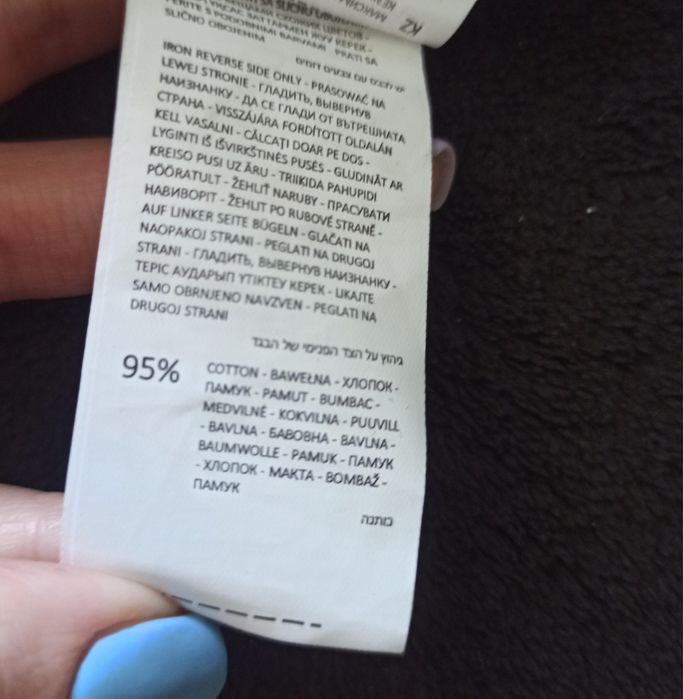 KZ
СЛИЧНО ОБОЈЕНИМ
IRON REVERSE SIDE ONLY - PRASOWAĆ NA
LEWEJ STRONIE - ГЛАДИТЬ, ВЫВЕРНУВ
НАИЗНАНКУ - ДА СЕ ГЛАДИ ОТ ВЪТРЕШНАТА
СТРАНА - VISSZÁJÁRA FORDÍTOTT OLDALÁN
KELL VASALNI - CĂLCAȚI DOAR PE DOS -
LYGINTI IŠ IŠVIRKŠTINĖS PUSĖS - GLUDINĀT AR
KREISO PUSI UZ ĀRU - TRIIKIDA PAHUPIDI
PÖÖRATULT - ŽEHLIŤ NARUBY - ПРАСУВАТИ
НАВИВОРІТ - ŽEHLIT PO RUBOVÉ STRANĚ -
AUF LINKER SEITE BÜGELN - GLAČATI NA
NAOPAKOJ STRANI - PEGLATI NA DRUGOJ
STRANI - ГЛАДИТЬ, ВЫВЕРНУВ НАИЗНАНКУ -
ТЕРІС АУДАРЫП ҮТІКТЕУ КЕРЕК - LIKAJTE
SAMO OBRNJENO NAVZVEN - PEGLATI NA
DRUGOJ STRANI
גיהוץ על הצד הפנימי של הבגד
95% COTTON - BAWEŁNA - ХЛОПОК -
ПАМУК - PAMUT - BUMBAC -
MEDVILNĖ - KOKVILNA - PUUVILL
- BAVLNA - БАВОВНА - BAVLNA -
BAUMWOLLE - PAMUK - ПАМУК
- ХЛОПОК - МАКТА - BOMBAŽ -
ПАМУК
כותנה